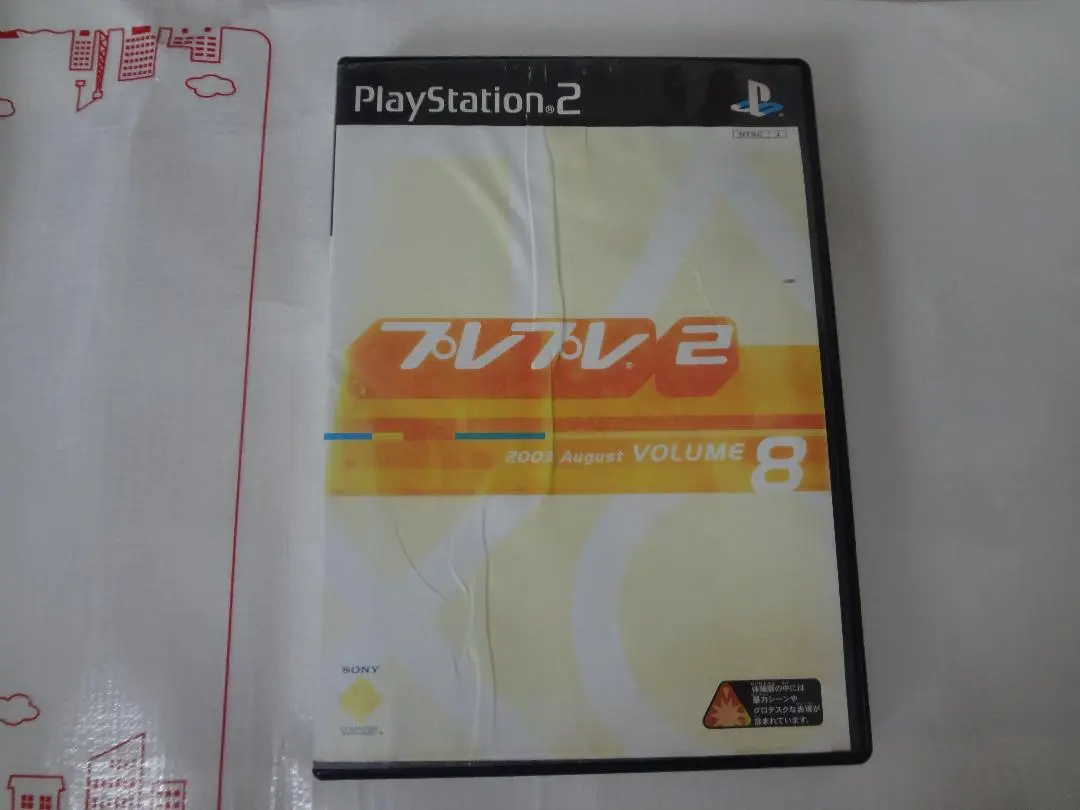 PlayStation®2
NTSC J
プレプレ® 2
2003 August VOLUME 8
SONY
COMPUTER
体験版の中には
暴力シーンや
グロテスクな表現が
含まれています。